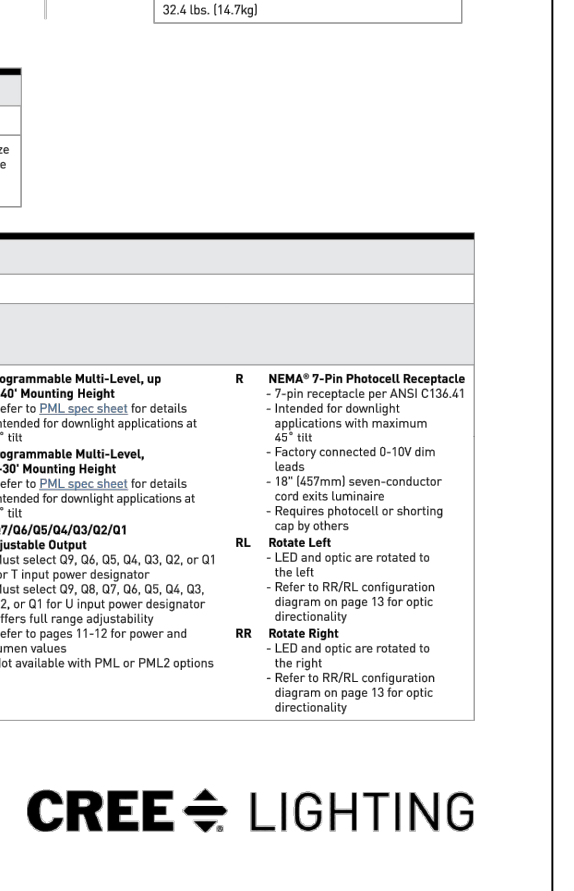 32.4 lbs. (14.7kg)
ze
e
ogrammable Multi-Level, up
40' Mounting Height
efer to PML spec sheet for details
ntended for downlight applications at
° tilt
ogrammable Multi-Level,
-30' Mounting Height
efer to PML spec sheet for details
ntended for downlight applications at
° tilt
7/Q6/Q5/Q4/Q3/Q2/Q1
justable Output
ust select Q9, Q6, Q5, Q4, Q3, Q2, or Q1
or T input power designator
ust select Q9, Q8, Q7, Q6, Q5, Q4, Q3,
2, or Q1 for U input power designator
ffers full range adjustability
efer to pages 11-12 for power and
umen values
ot available with PML or PML2 options
R NEMA® 7-Pin Photocell Receptacle
- 7-pin receptacle per ANSI C136.41
- Intended for downlight
applications with maximum
45° tilt
- Factory connected 0-10V dim
leads
- 18" (457mm) seven-conductor
cord exits luminaire
- Requires photocell or shorting
cap by others
RL Rotate Left
- LED and optic are rotated to
the left
- Refer to RR/RL configuration
diagram on page 13 for optic
directionality
RR Rotate Right
- LED and optic are rotated to
the right
- Refer to RR/RL configuration
diagram on page 13 for optic
directionality
CREE® LIGHTING